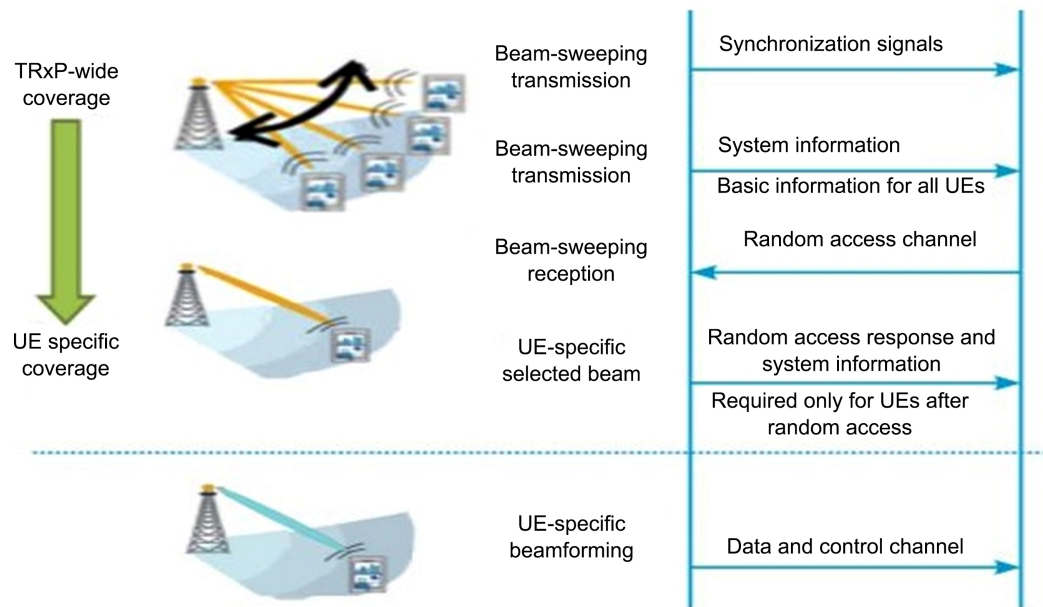 TRxP-wide
coverage
UE specific
coverage
Beam-sweeping
transmission
Synchronization signals
Beam-sweeping
transmission
System information
Basic information for all UEs
Beam-sweeping
reception
Random access channel
UE-specific
selected beam
Random access response and
system information
Required only for UEs after
random access
UE-specific
beamforming
Data and control channel